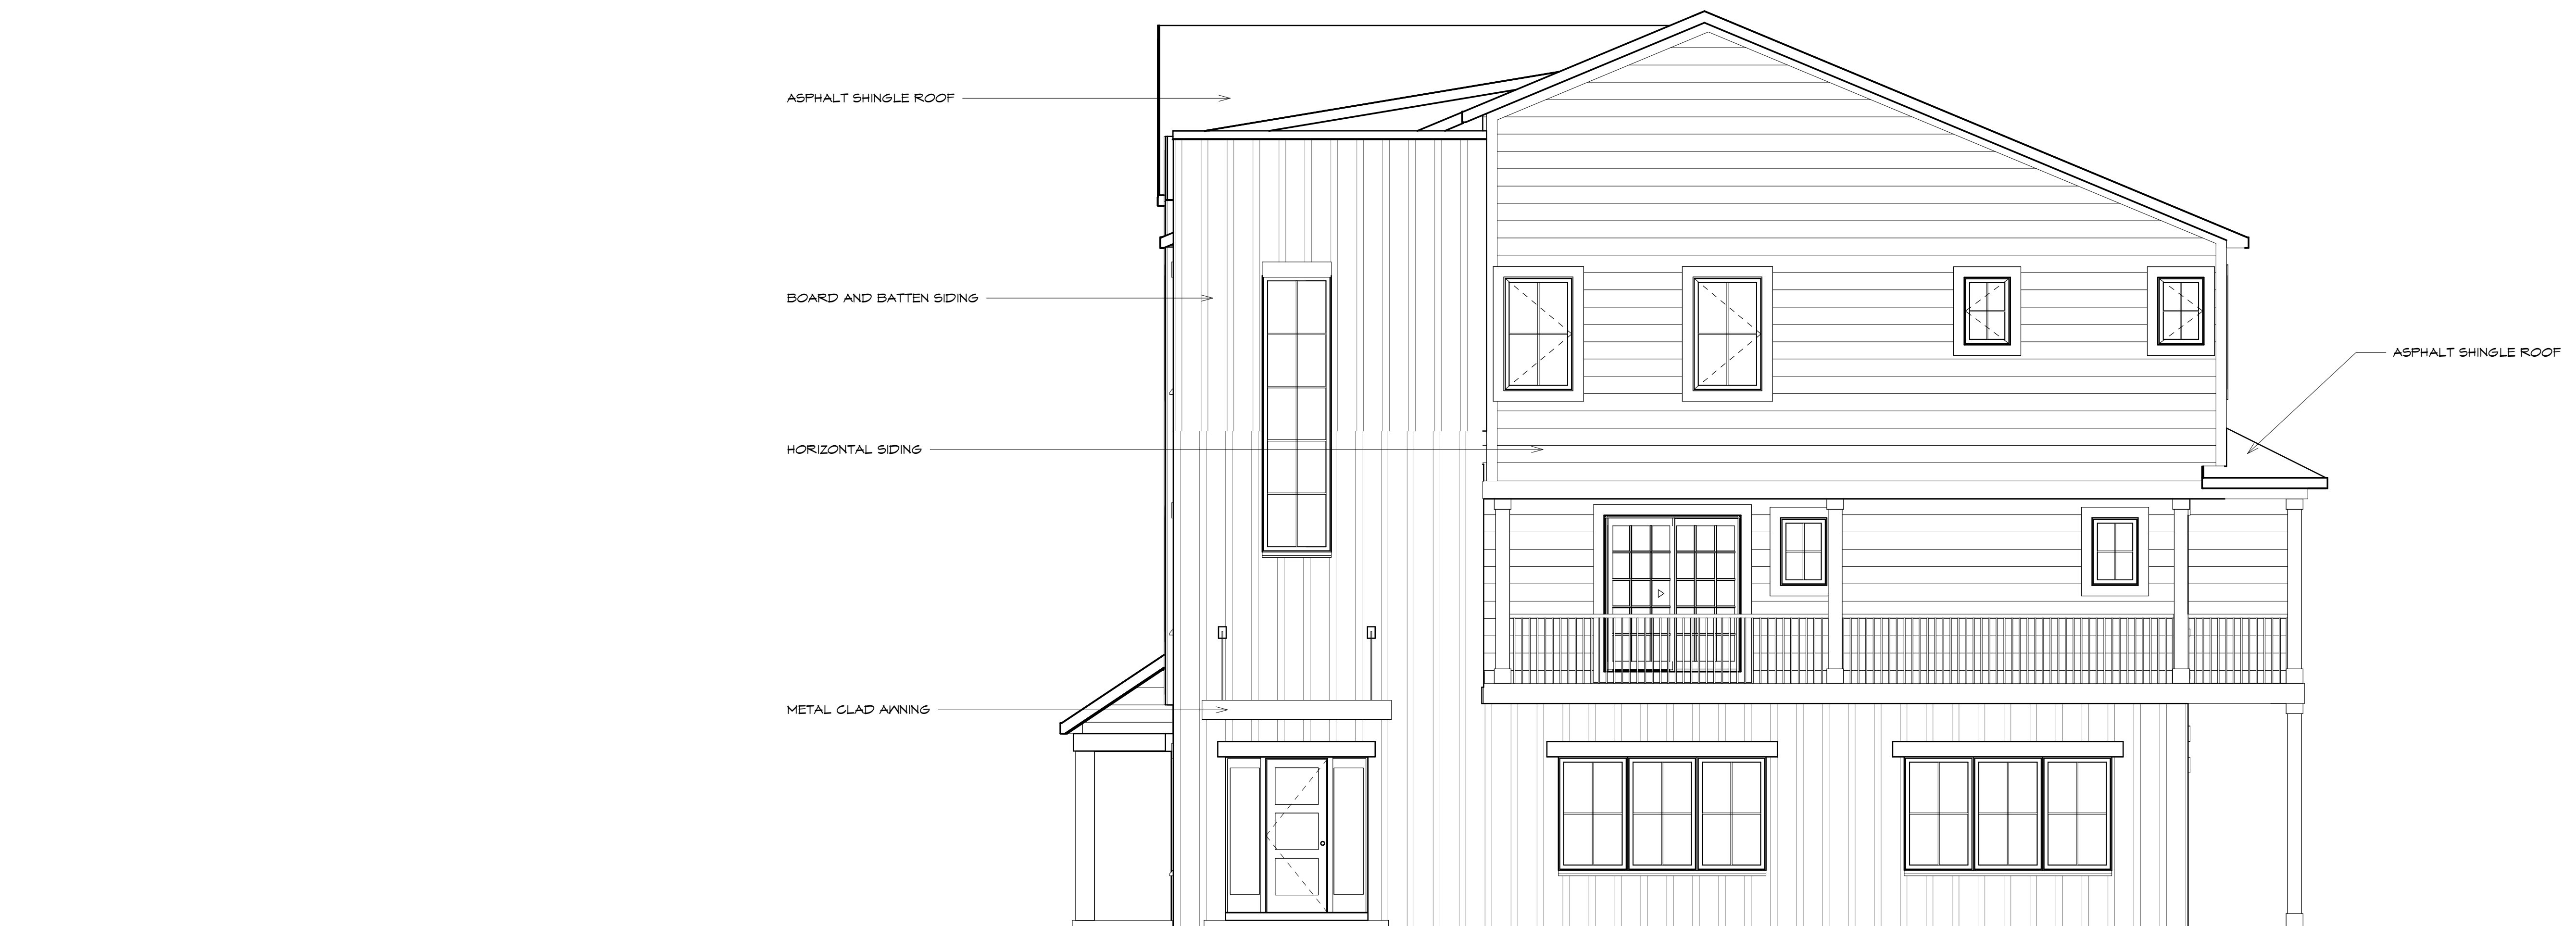 ASPHALT SHINGLE ROOF
BOARD AND BATTEN SIDING
ASPHALT SHINGLE ROOF
HORIZONTAL SIDING
METAL CLAD AWNING